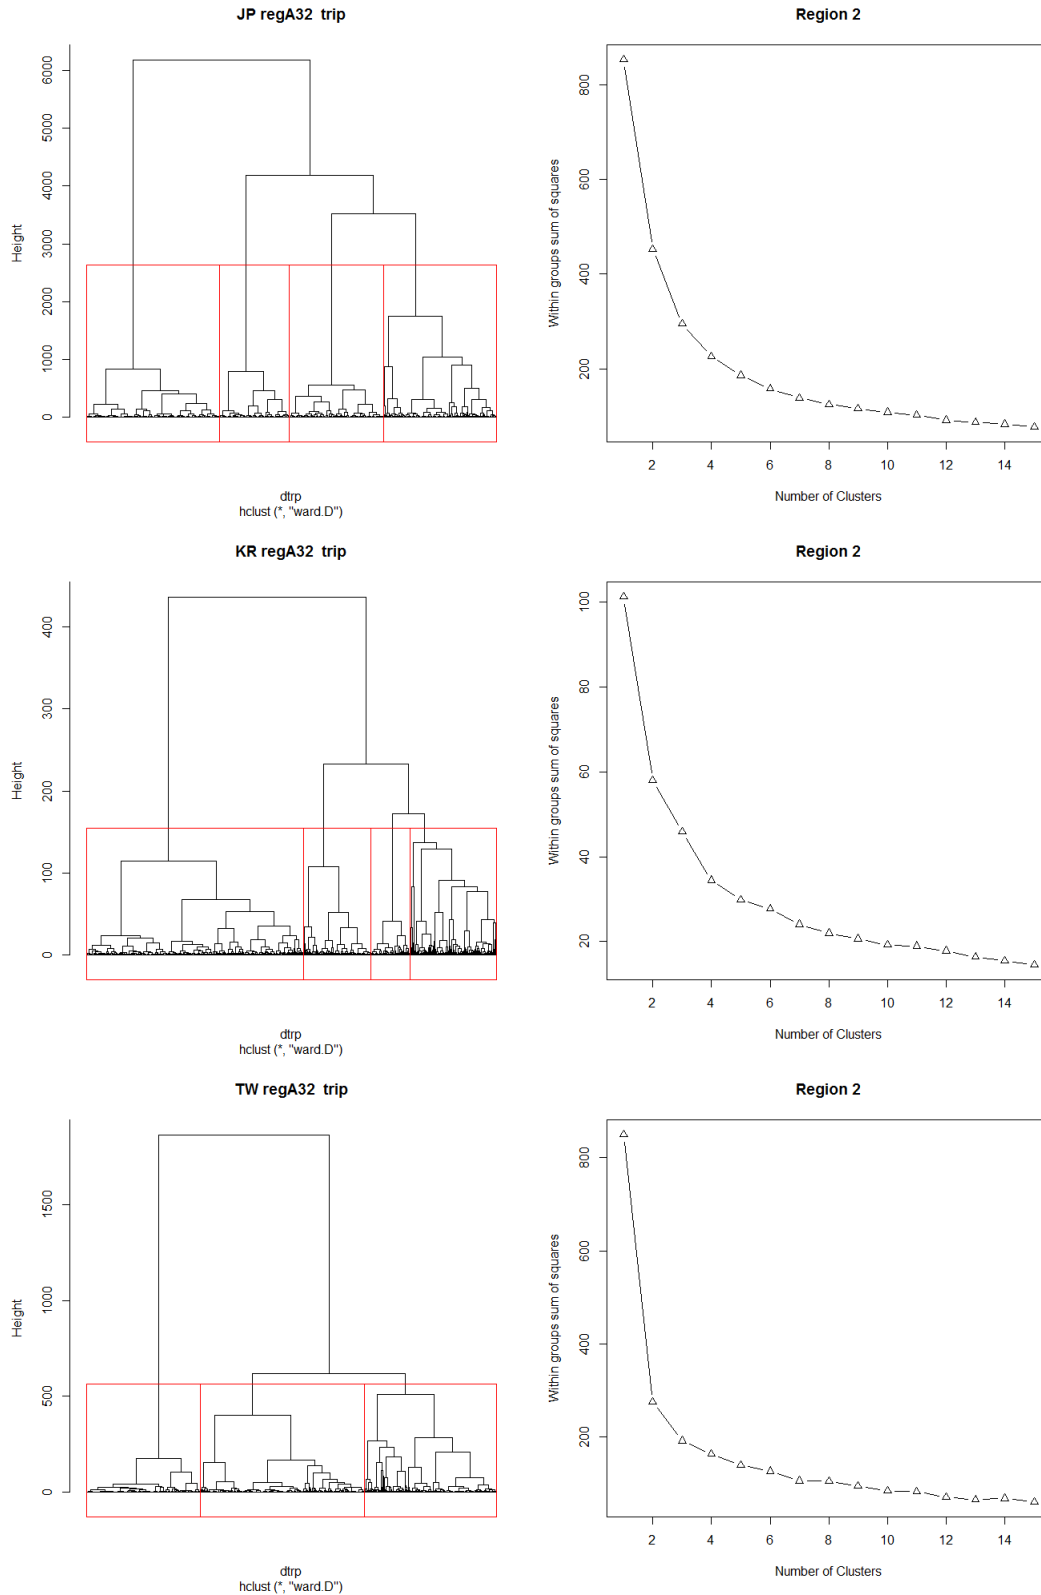 JP regA32  trip
Height
0
1000
2000
3000
4000
5000
6000
dtrp
hclust (*, "ward.D")
Region 2
Within groups sum of squares
200
400
600
800
2 4 6 8 10 12 14
Number of Clusters
KR regA32  trip
Height
0
100
200
300
400
dtrp
hclust (*, "ward.D")
Region 2
Within groups sum of squares
20
40
60
80
100
2 4 6 8 10 12 14
Number of Clusters
TW regA32  trip
Height
0
500
1000
1500
dtrp
hclust (*, "ward.D")
Region 2
Within groups sum of squares
200
400
600
800
2 4 6 8 10 12 14
Number of Clusters